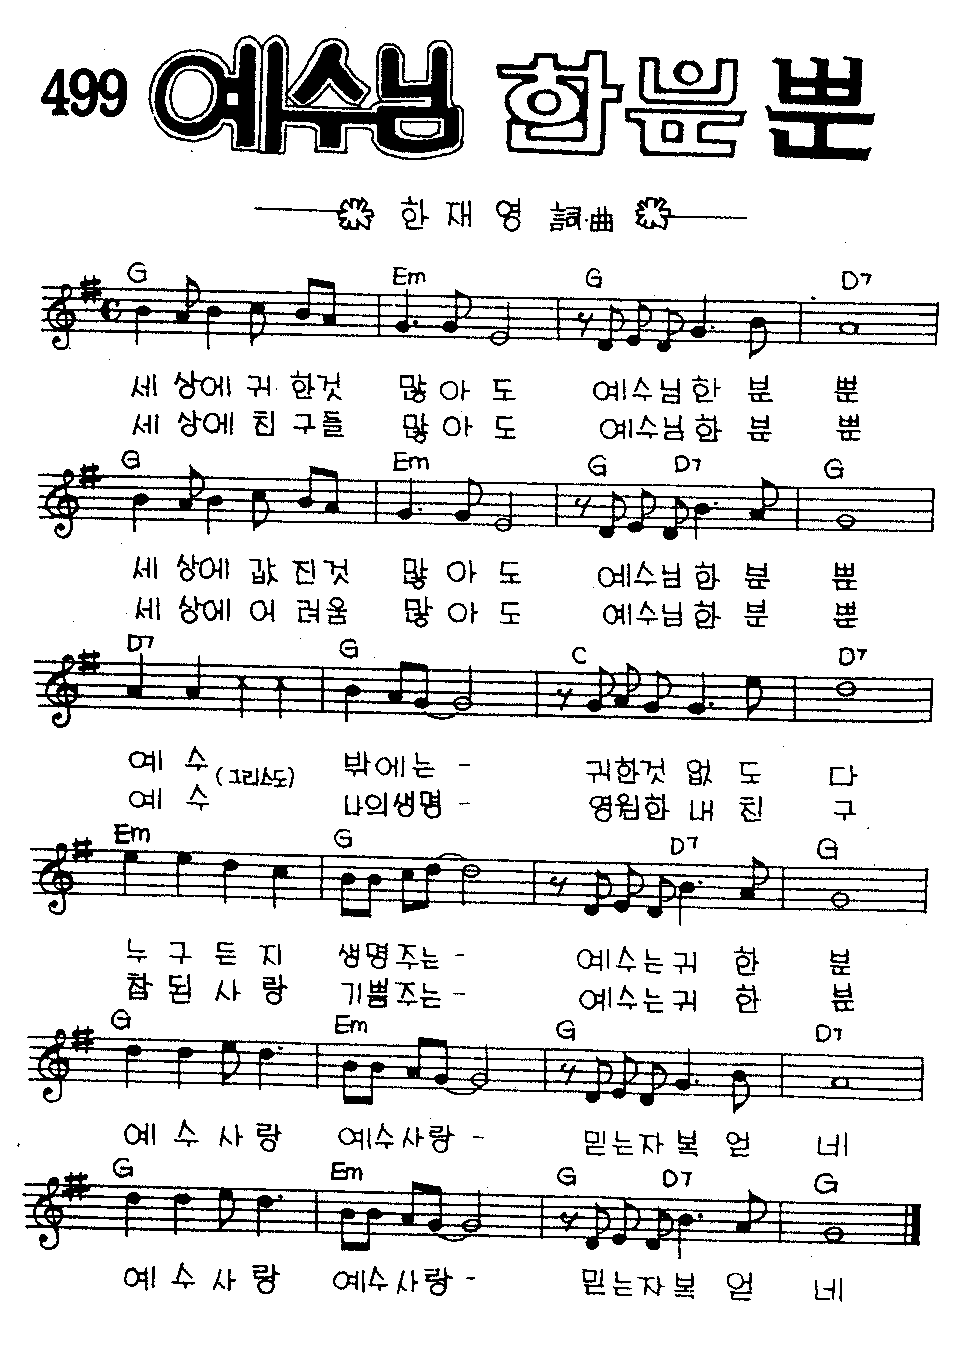 499 예수님 한분뿐
한재영 詞·曲
G Em G D7
세 상에 귀 한것 많아도 예수님한 분 뿐
세 상에 친 구들 많아도 예수님한 분 뿐
G Em G D7 G
세 상에 값 진것 많아도 예수님한 분 뿐
세 상에 어 려움 많아도 예수님한 분 뿐
D7 G C D7
예 수 (그리스도) 밖에는 - 귀한것 없 도 다
예 수 나의생명 - 영원한 내 친 구
Em G D7 G
누 구 든 지 생명주는 - 예수는귀 한 분
참 된 사 랑 기쁨주는 - 예수는귀 한 분
G Em G D7
예 수 사 랑 예수사랑 - 믿는자복 얻 네
G Em G D7 G
예 수 사 랑 예수사랑 - 믿는자복 얻 네